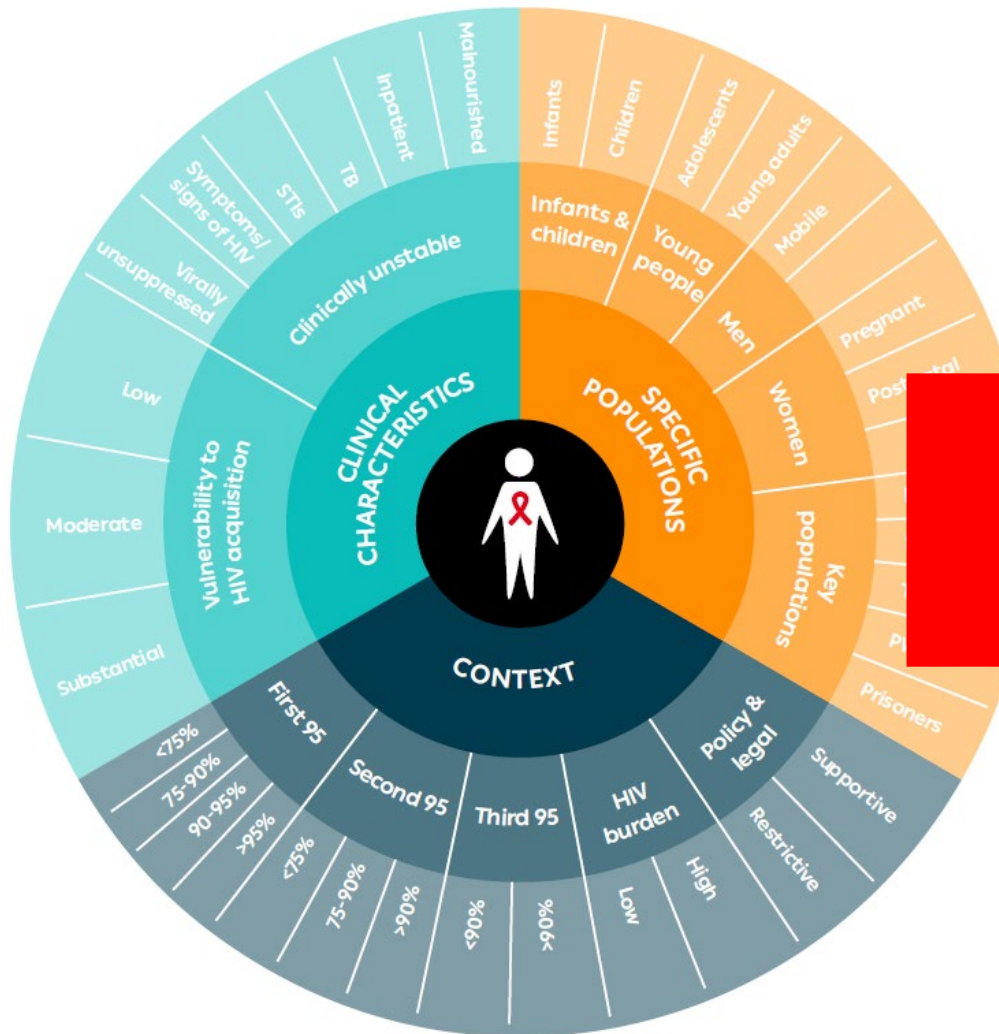 CLINICAL
CHARACTERISTICS
Clinically unstable
Malnourished
Inpatient
TB
STIs
Symptoms/
signs of HIV
Virally
unsuppressed
Vulnerability to
HIV acquisition
Low
Moderate
Substantial
SPECIFIC
POPULATIONS
Infants &
children
Infants
Children
Young
people
Adolescents
Young adults
Men
Mobile
Women
Pregnant
Key
populations
Prisoners
CONTEXT
First 95
<75%
75-90%
90-95%
>95%
Second 95
<75%
75-90%
>90%
Third 95
<90%
>90%
HIV
burden
Low
High
Policy &
legal
Restrictive
Supportive